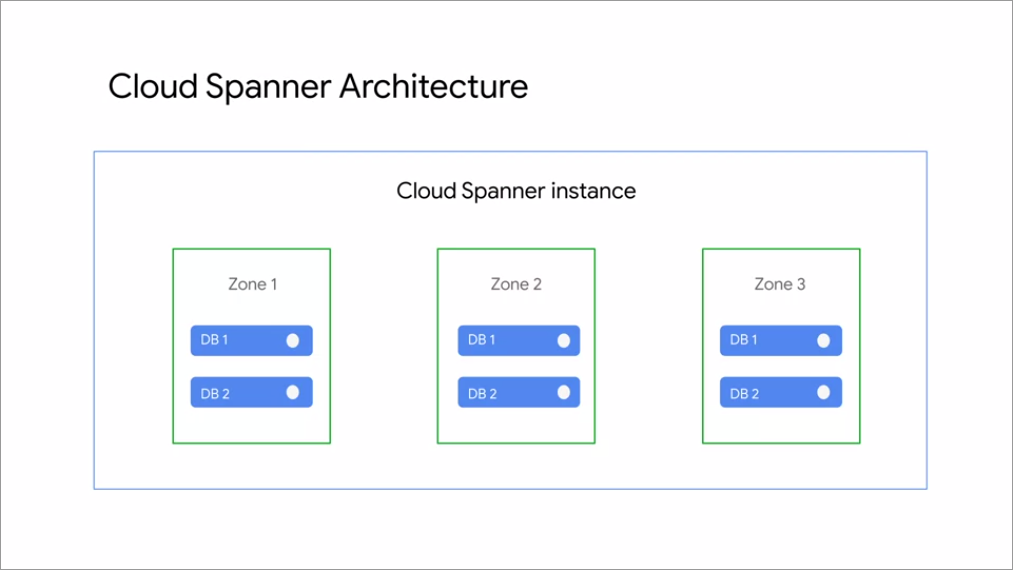 Cloud Spanner Architecture
Cloud Spanner instance
Zone 1
DB 1
DB 2
Zone 2
DB 1
DB 2
Zone 3
DB 1
DB 2